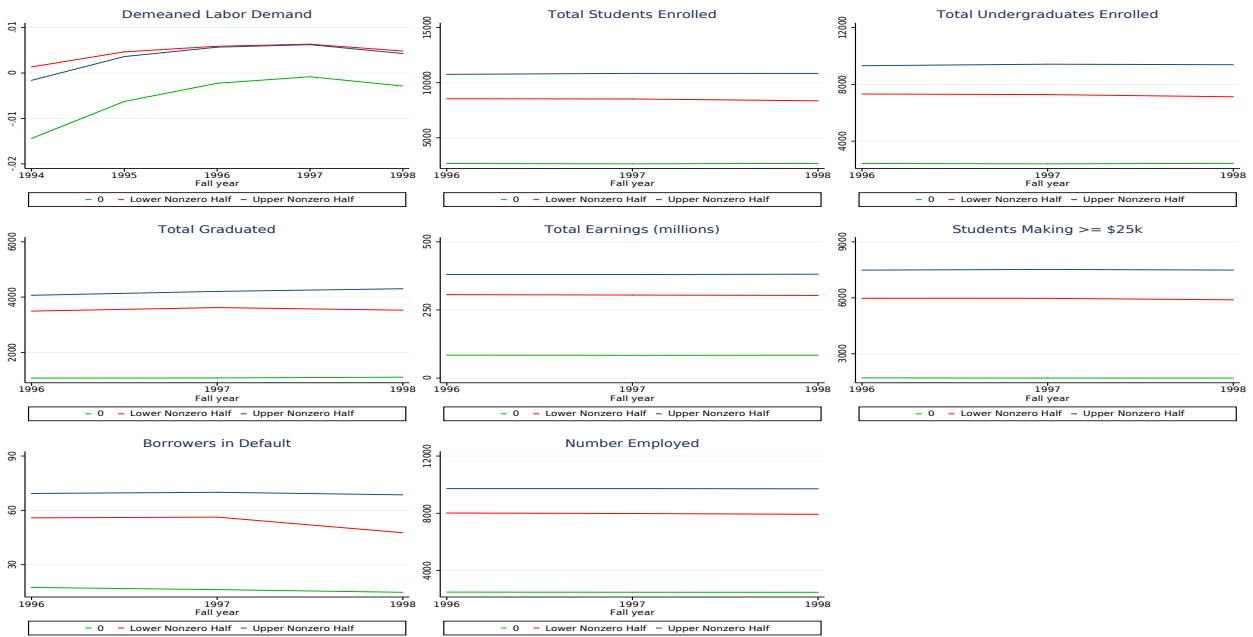 Demeaned Labor Demand
.01
0
-.01
-.02
1994 1995 1996 1997 1998
Fall year
0 Lower Nonzero Half Upper Nonzero Half
Total Students Enrolled
15000
10000
5000
1996 1997 1998
Fall year
0 Lower Nonzero Half Upper Nonzero Half
Total Undergraduates Enrolled
12000
8000
4000
1996 1997 1998
Fall year
0 Lower Nonzero Half Upper Nonzero Half
Total Graduated
6000
4000
2000
1996 1997 1998
Fall year
0 Lower Nonzero Half Upper Nonzero Half
Total Earnings (millions)
500
250
0
1996 1997 1998
Fall year
0 Lower Nonzero Half Upper Nonzero Half
Students Making >= $25k
9000
6000
3000
1996 1997 1998
Fall year
0 Lower Nonzero Half Upper Nonzero Half
Borrowers in Default
90
60
30
1996 1997 1998
Fall year
0 Lower Nonzero Half Upper Nonzero Half
Number Employed
12000
8000
4000
1996 1997 1998
Fall year
0 Lower Nonzero Half Upper Nonzero Half